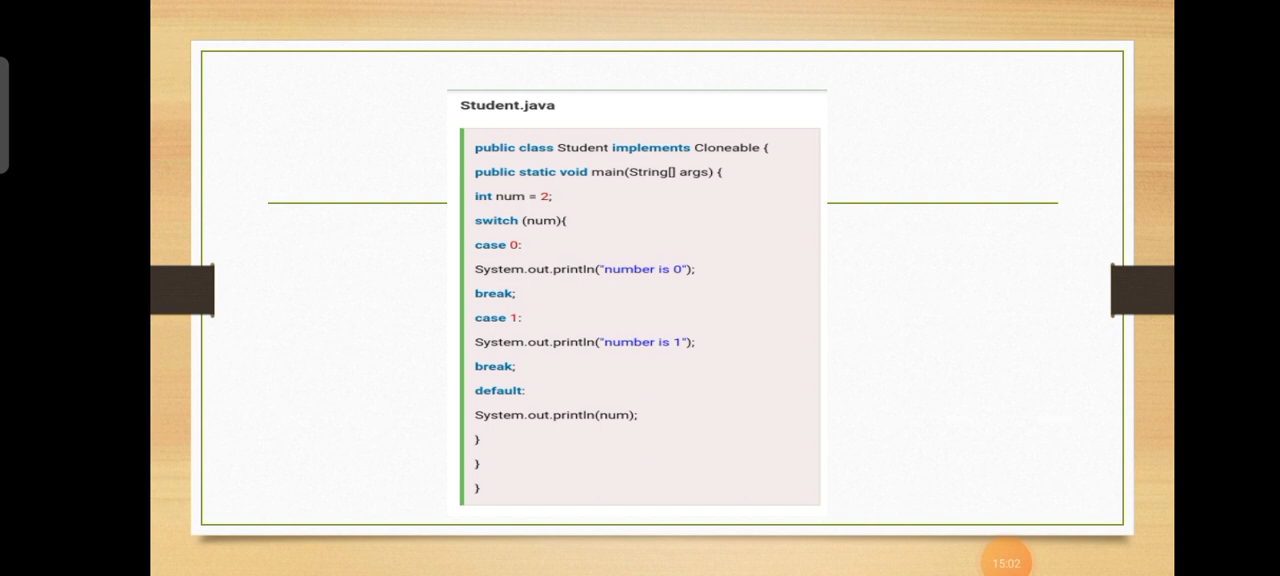 Student.java
public class Student implements Cloneable {
public static void main(String[] args) {
int num = 2;
switch (num){
case 0:
System.out.println("number is 0");
break;
case 1:
System.out.println("number is 1");
break;
default:
System.out.println(num);
}
}
}
15:02